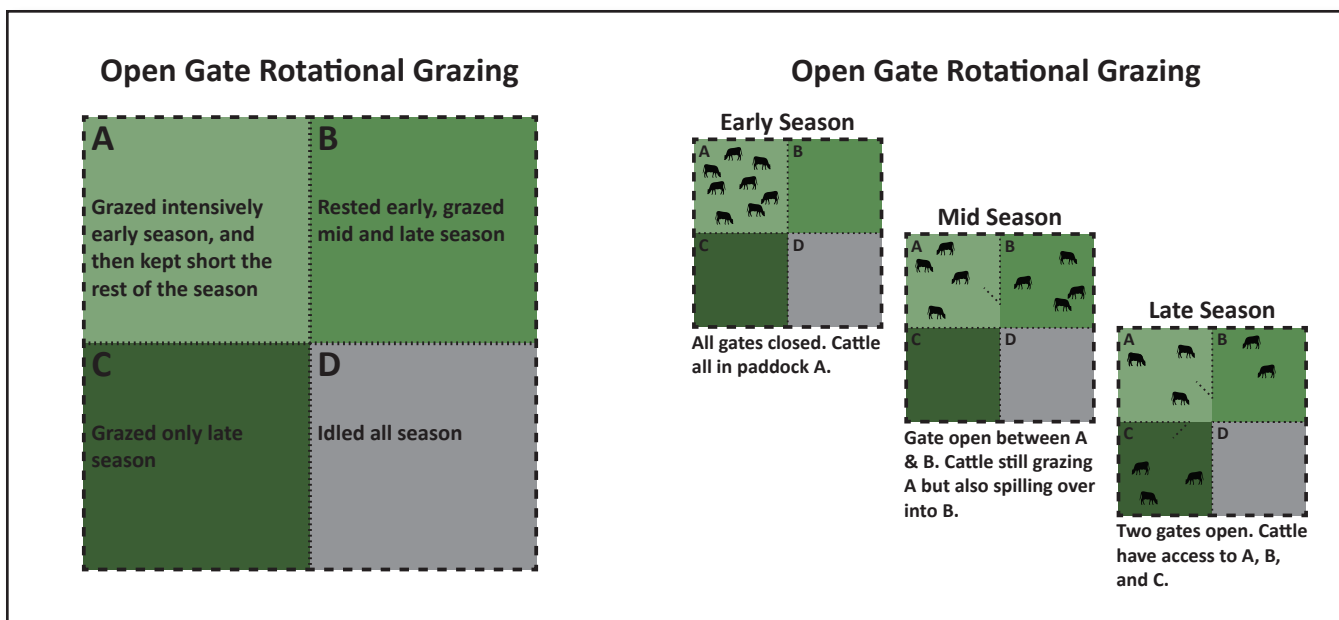 Open Gate Rotational Grazing
A
Grazed intensively
early season, and
then kept short the
rest of the season
B
Rested early, grazed
mid and late season
C
Grazed only late
season
D
Idled all season
Open Gate Rotational Grazing
Early Season
A
B
C
D
All gates closed. Cattle
all in paddock A.
Mid Season
A
B
C
D
Gate open between A
& B. Cattle still grazing
A but also spilling over
into B.
Late Season
A
B
C
D
Two gates open. Cattle
have access to A, B,
and C.